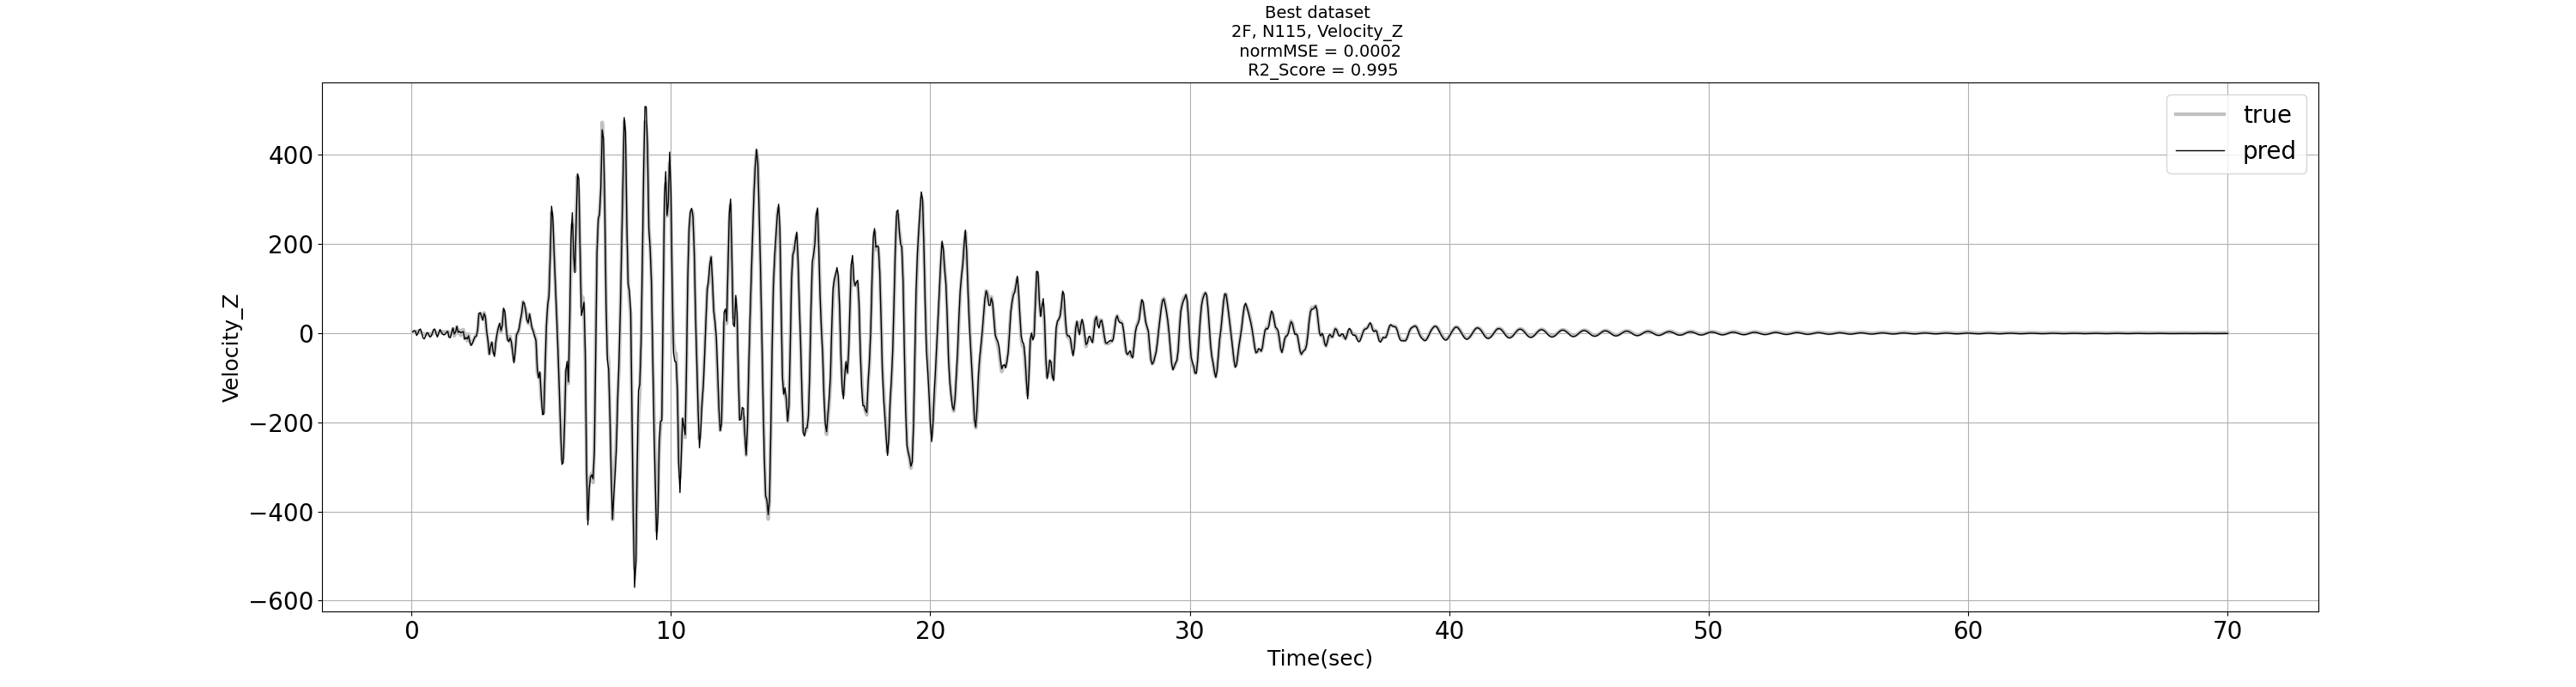 Best dataset
2F, N115, Velocity_Z
normMSE = 0.0002
R2_Score = 0.995
true
pred
400
200
0
−200
−400
−600
Velocity_Z
0 10 20 30 40 50 60 70
Time(sec)